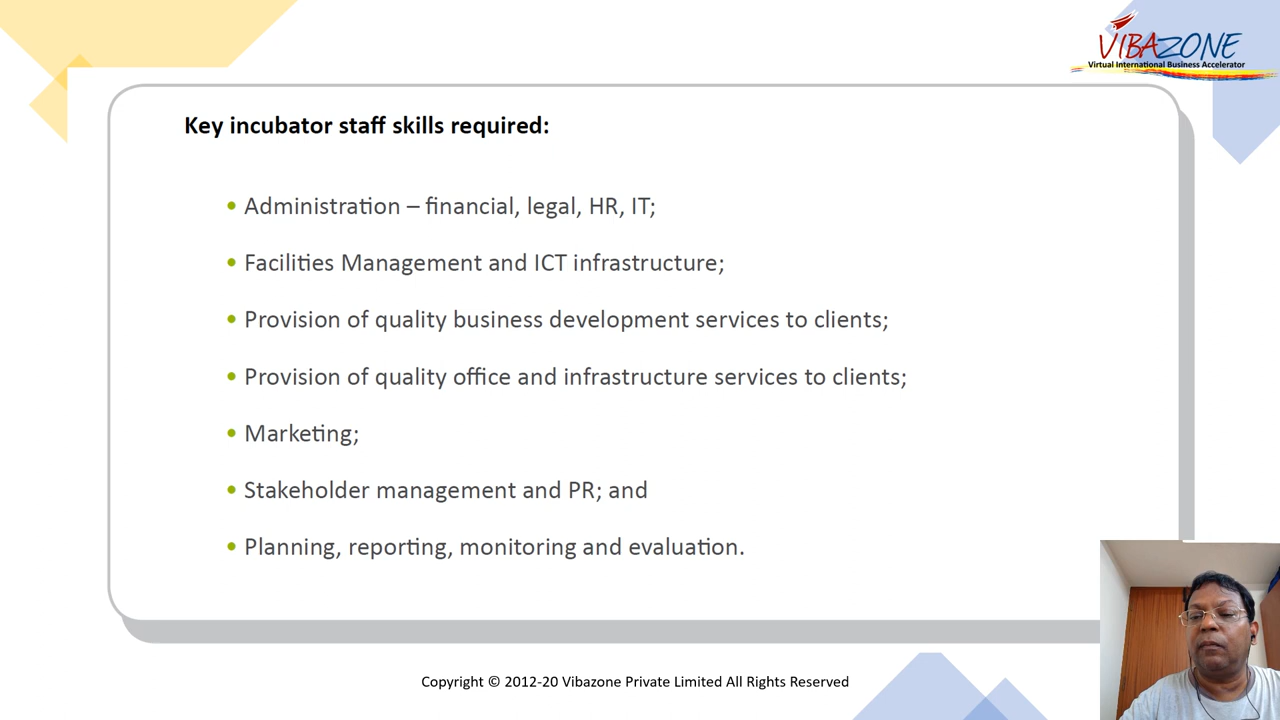 VIBAZONE
Virtual International Business Accelerator
Key incubator staff skills required:
• Administration – financial, legal, HR, IT;
• Facilities Management and ICT infrastructure;
• Provision of quality business development services to clients;
• Provision of quality office and infrastructure services to clients;
• Marketing;
• Stakeholder management and PR; and
• Planning, reporting, monitoring and evaluation.
Copyright © 2012-20 Vibazone Private Limited All Rights Reserved